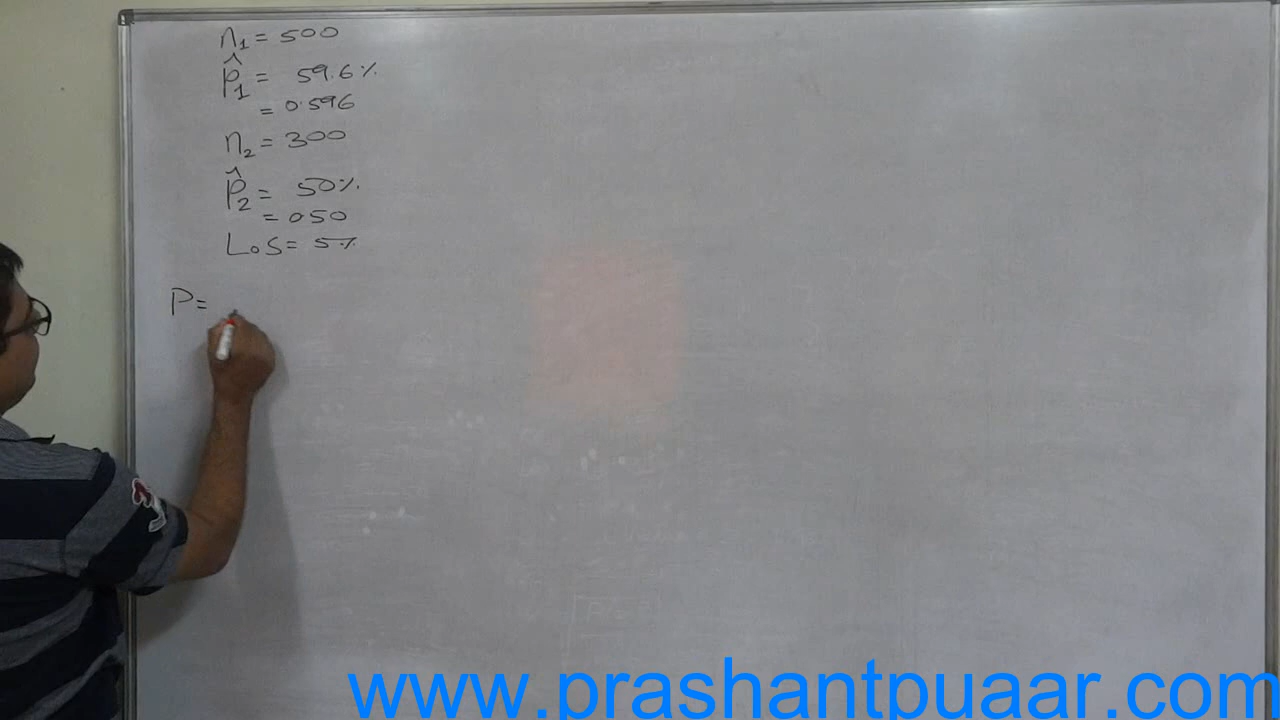 n₁ = 500
p̂₁ = 59.6%
= 0.596
n₂ = 300
p̂₂ = 50%
= 0.50
LoS = 5%
P =
www.prashantpuaar.com